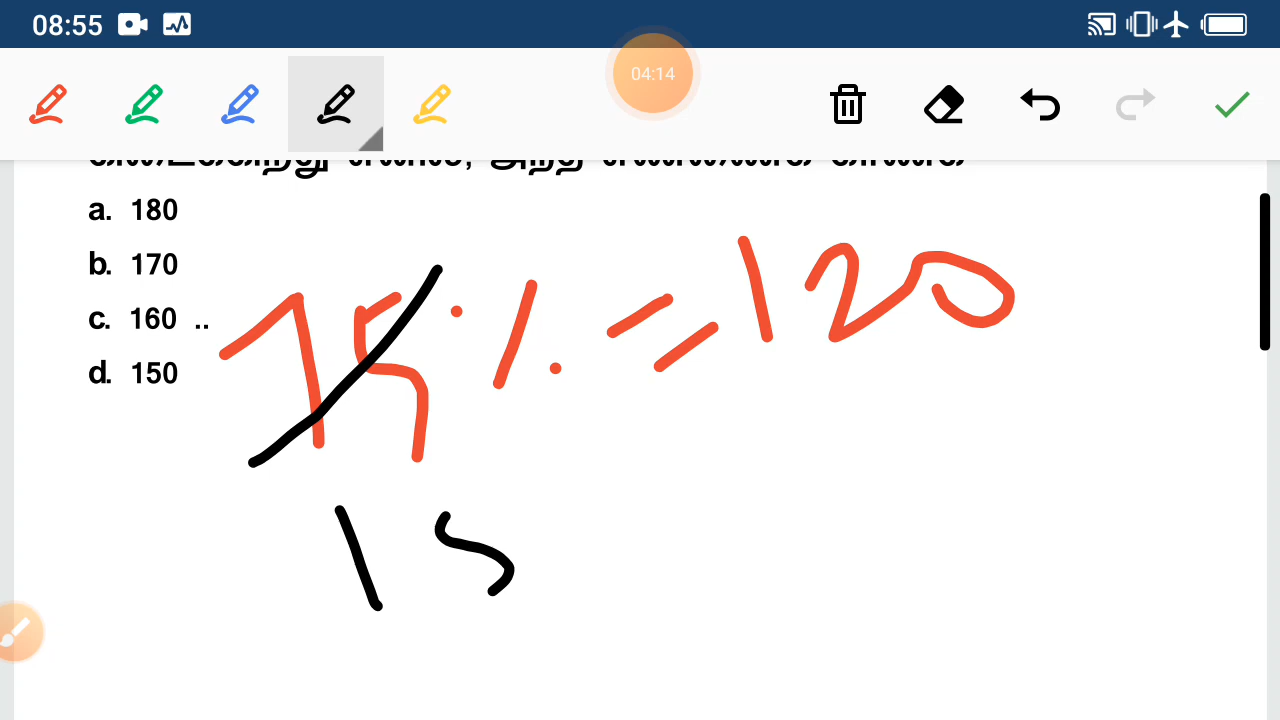 08:55
04:14
a. 180
b. 170
c. 160 ..
d. 150
75% = 120
15